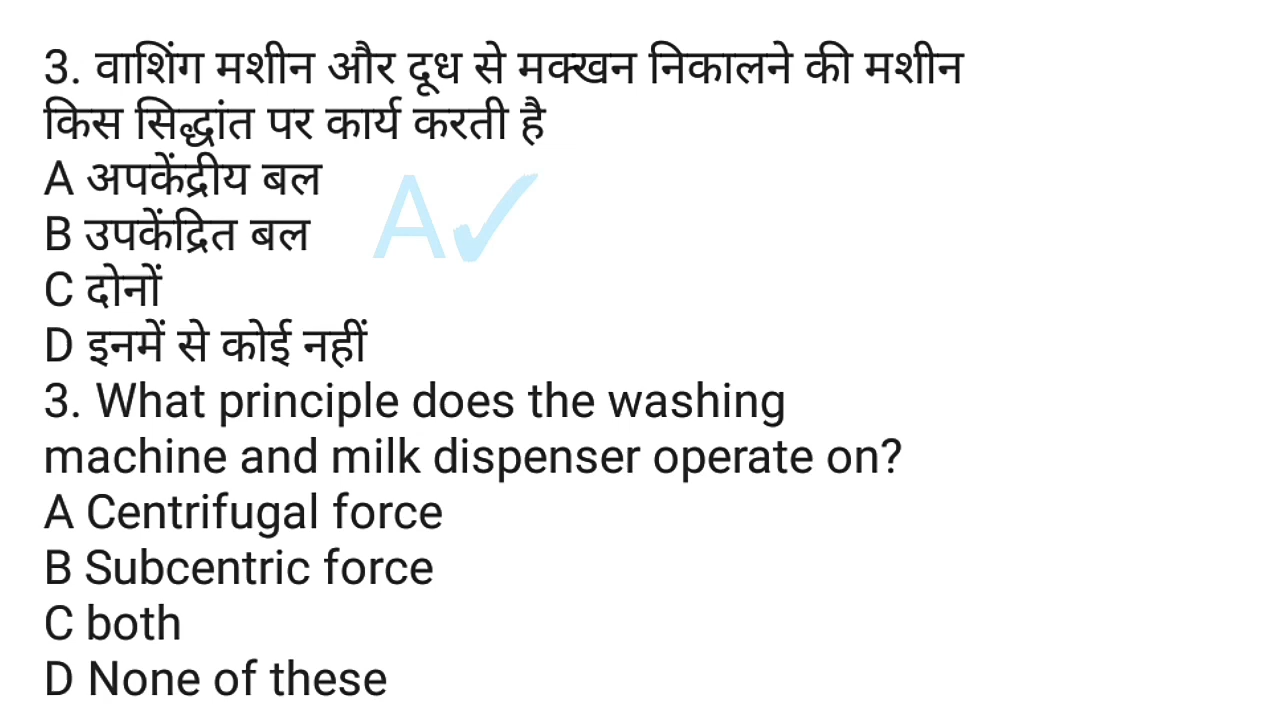 3. वाशिंग मशीन और दूध से मक्खन निकालने की मशीन
किस सिद्धांत पर कार्य करती है
A अपकेंद्रीय बल
B उपकेंद्रित बल
A✓
C दोनों
D इनमें से कोई नहीं
3. What principle does the washing
machine and milk dispenser operate on?
A Centrifugal force
B Subcentric force
C both
D None of these